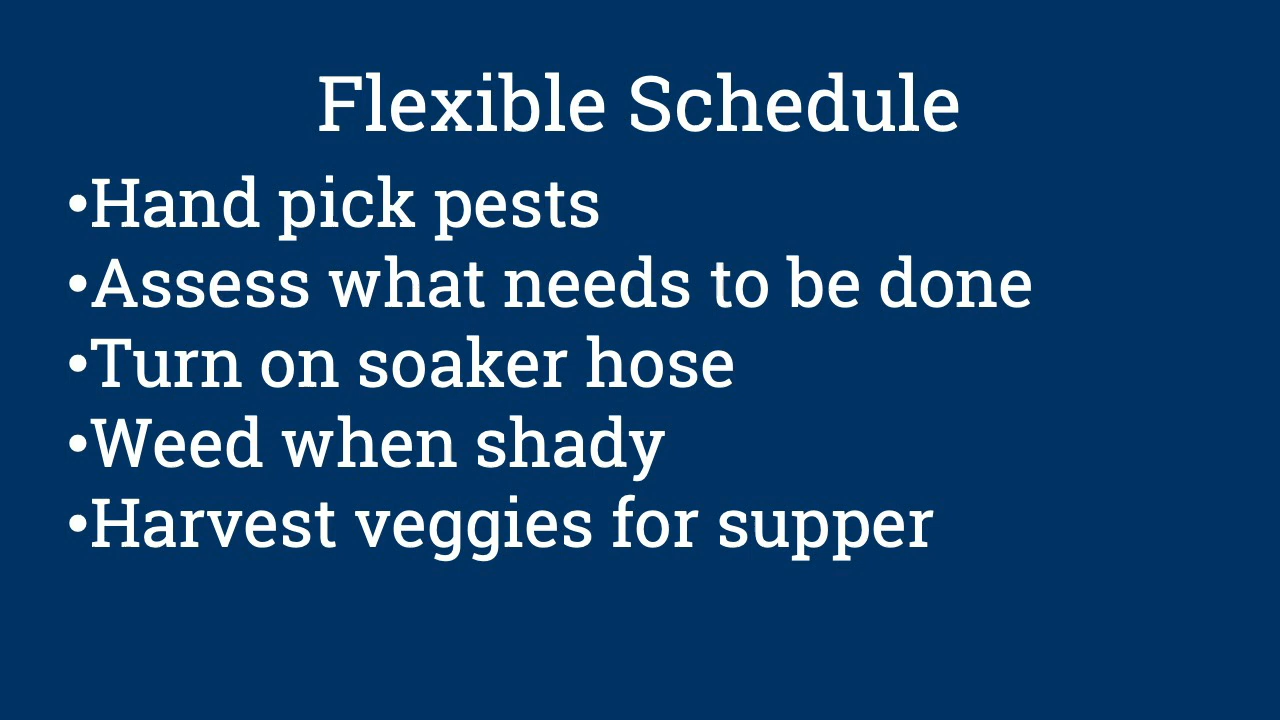 Flexible Schedule
•Hand pick pests
•Assess what needs to be done
•Turn on soaker hose
•Weed when shady
•Harvest veggies for supper